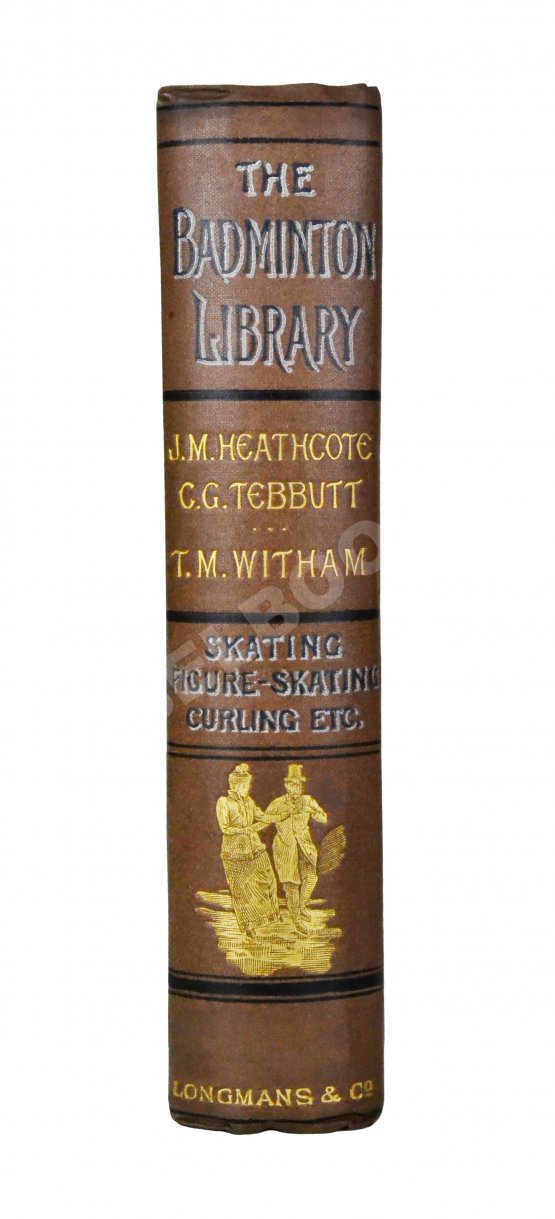 THE
BADMINTON
LIBRARY
J.M. HEATHCOTE
C.G. TEBBUTT
T.M. WITHAM
SKATING
FIGURE-SKATING
CURLING ETC.
LONGMANS & Co